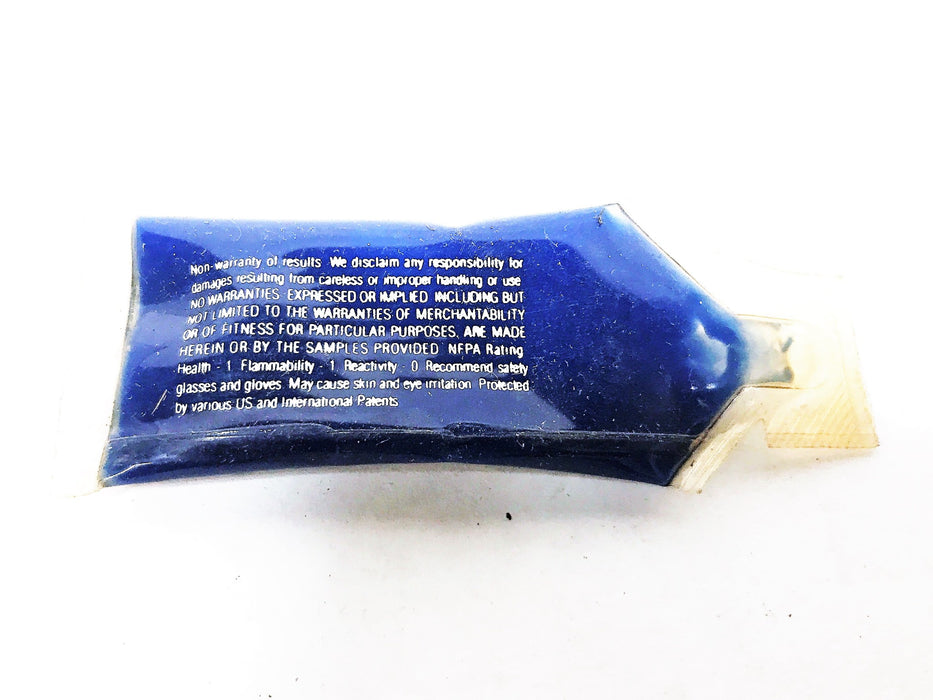 Non-warranty of results. We disclaim any responsibility for
damages resulting from careless or improper handling or use
NO WARRANTIES, EXPRESSED OR IMPLIED, INCLUDING BUT
NOT LIMITED TO THE WARRANTIES OF MERCHANTABILITY
OR OF FITNESS FOR PARTICULAR PURPOSES, ARE MADE
HEREIN OR BY THE SAMPLES PROVIDED. NFPA Rating
Health - 1 Flammability - 1, Reactivity - 0 Recommend safety
glasses and gloves. May cause skin and eye irritation. Protected
by various US and International Patents